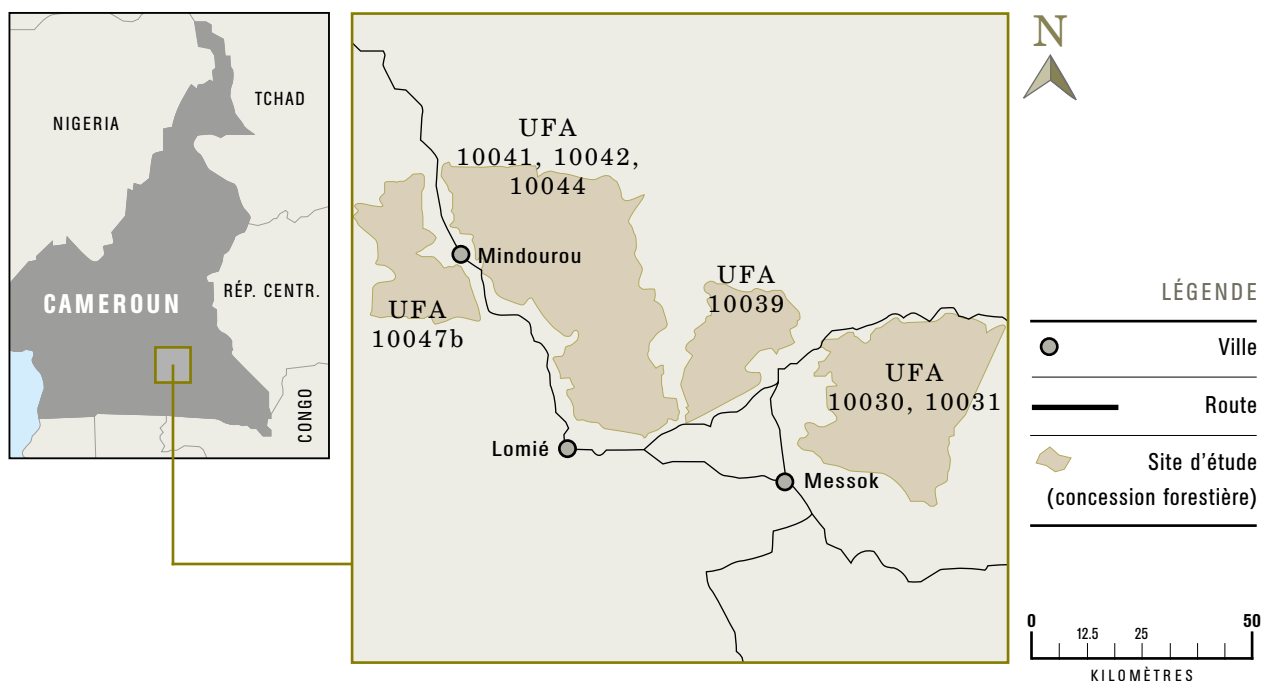 NIGERIA
TCHAD
CAMEROUN
RÉP. CENTR.
CONGO
UFA
10041, 10042,
10044
Mindourou
UFA
10047b
UFA
10039
UFA
10030, 10031
Lomié
Messok
N
LÉGENDE
Ville
Route
Site d'étude
(concession forestière)
0 12.5 25 50
KILOMÈTRES